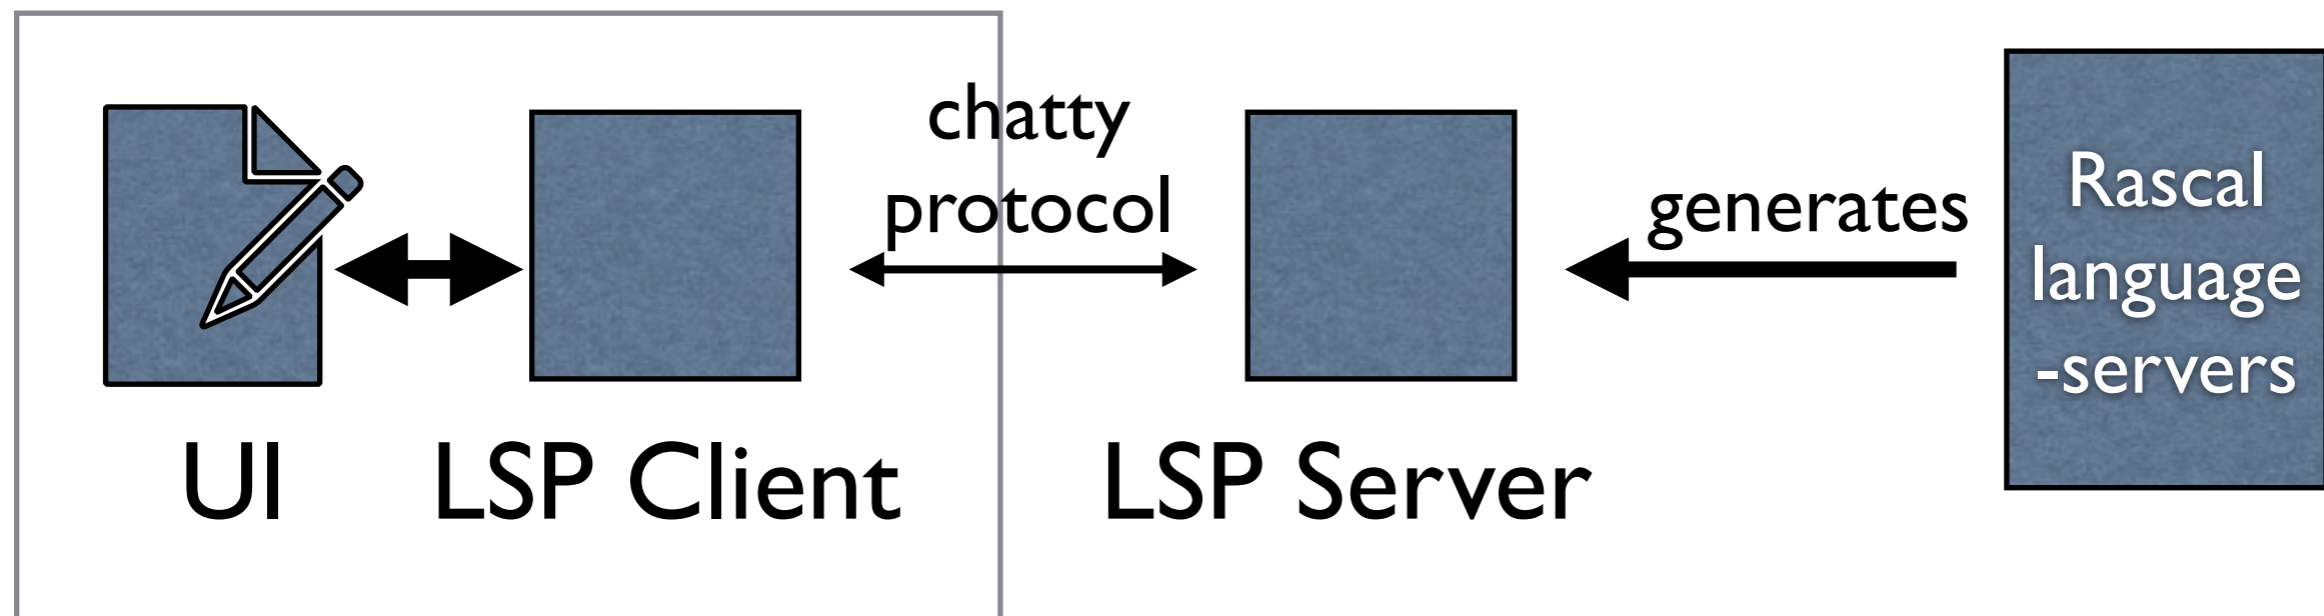 chatty
protocol
generates
Rascal
language
-servers
UI
LSP Client
LSP Server